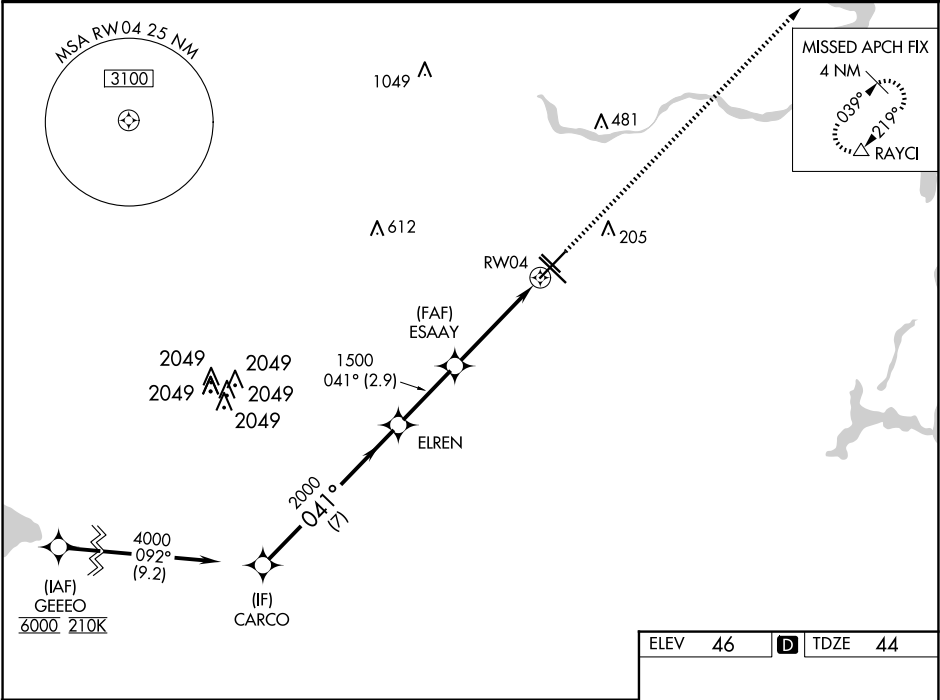 MSA RW04 25 NM
3100
1049
481
MISSED APCH FIX
4 NM
039°
219°
RAYCI
612
205
RW04
(FAF)
ESAAY
1500
041° (2.9)
2049
2049
2049
2049
2049
ELREN
2000
041°
(7)
4000
092°
(9.2)
(IAF)
GEEEO
6000 210K
(IF)
CARCO
ELEV 46 D TDZE 44